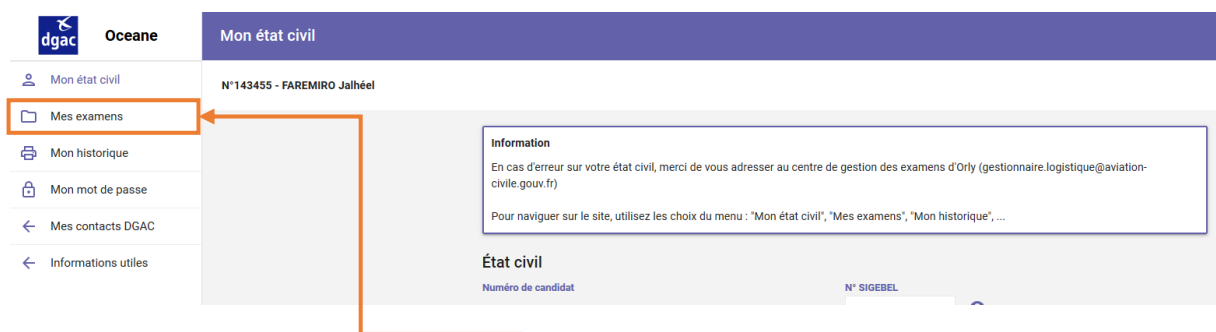 dgac
Oceane
Mon état civil
Mon état civil
Mes examens
Mon historique
Mon mot de passe
Mes contacts DGAC
Informations utiles
N°143455 - FAREMIRO Jalhéel
Information
En cas d'erreur sur votre état civil, merci de vous adresser au centre de gestion des examens d'Orly (gestionnaire.logistique@aviation-
civile.gouv.fr)
Pour naviguer sur le site, utilisez les choix du menu : "Mon état civil", "Mes examens", "Mon historique", ...
État civil
Numéro de candidat
N° SIGEBEL